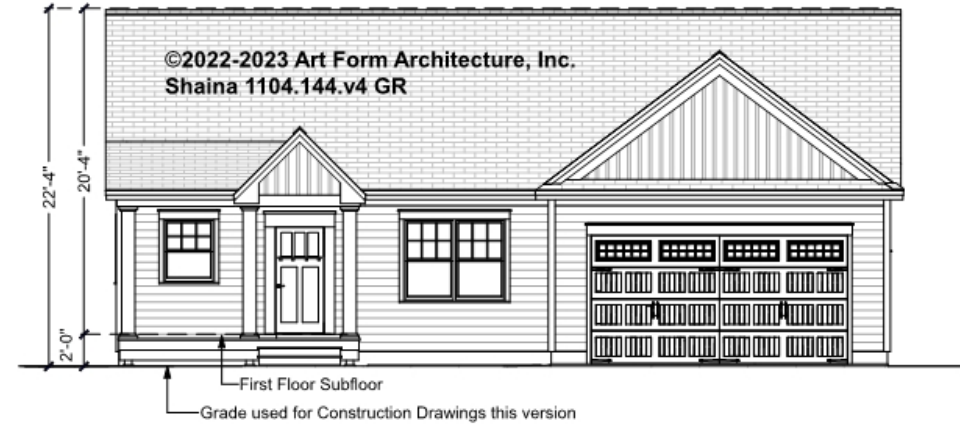 ©2022-2023 Art Form Architecture, Inc.
Shaina 1104.144.v4 GR
22'-4"
20'-4"
2'-0"
First Floor Subfloor
Grade used for Construction Drawings this version